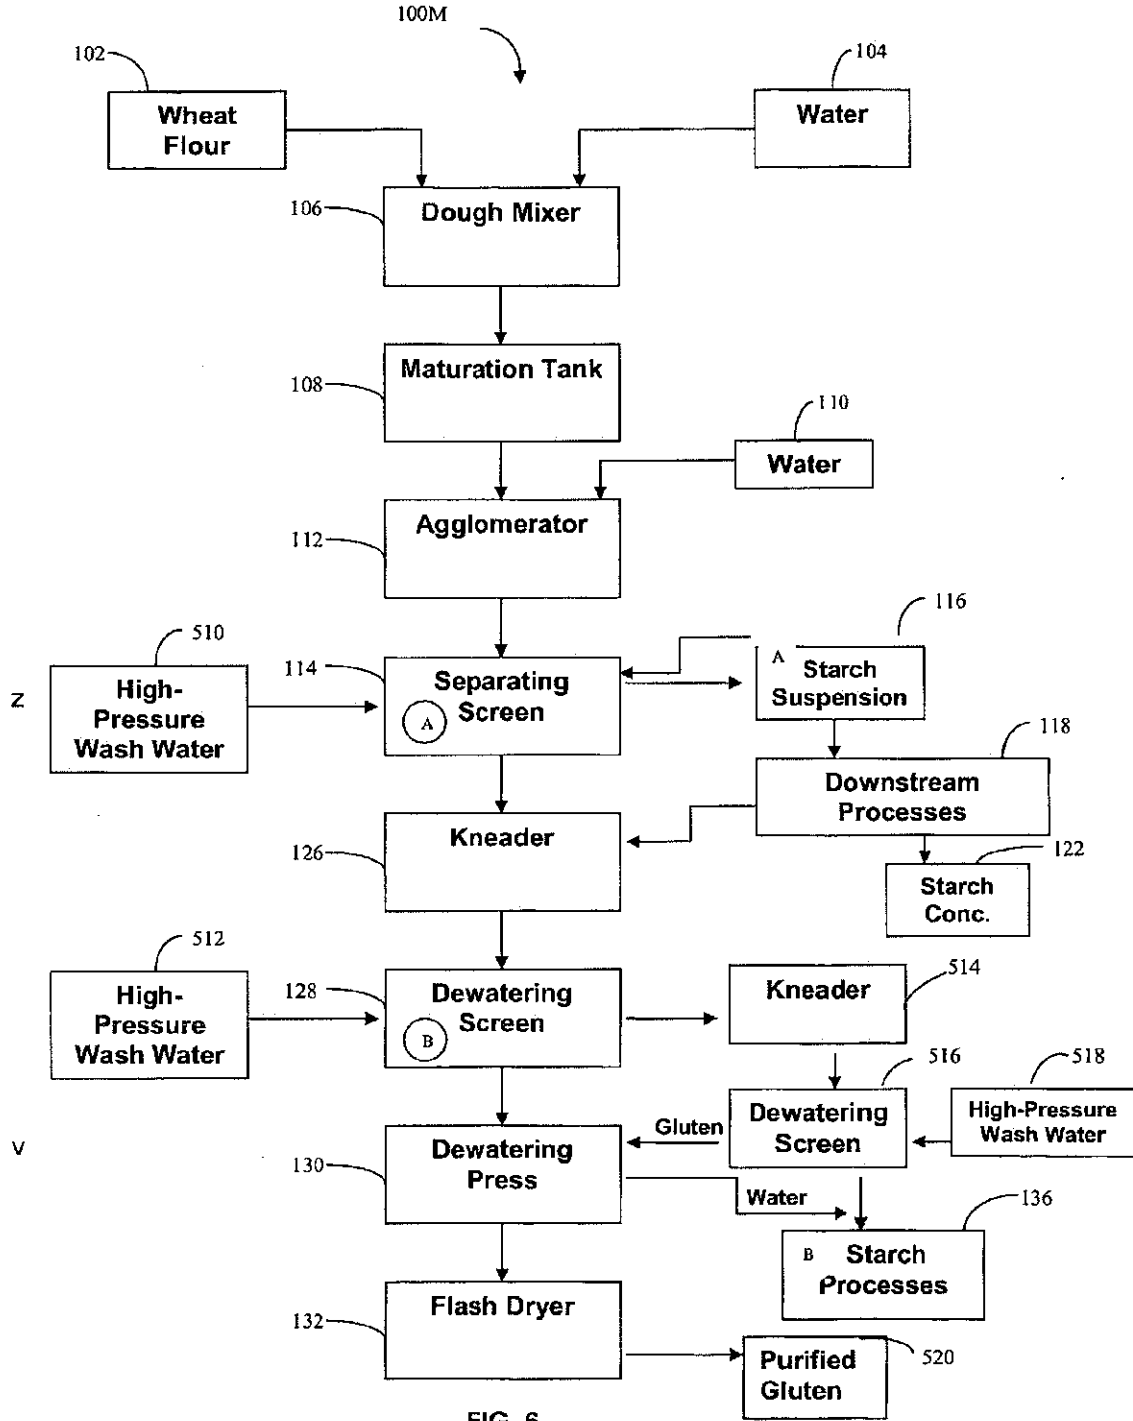 100M
102
104
Wheat
Flour
Water
106
Dough Mixer
108
Maturation Tank
110
Water
112
Agglomerator
116
510
114
A
Starch
Suspension
Z
High-
Pressure
Wash Water
Separating
Screen
A
118
Downstream
Processes
126
Kneader
122
Starch
Conc.
512
514
128
High-
Pressure
Wash Water
Dewatering
Screen
B
Kneader
516
518
V
Gluten
Dewatering
Screen
High-Pressure
Wash Water
130
Dewatering
Press
Water
136
B
Starch
Processes
132
Flash Dryer
520
Purified
Gluten
FIG. 6